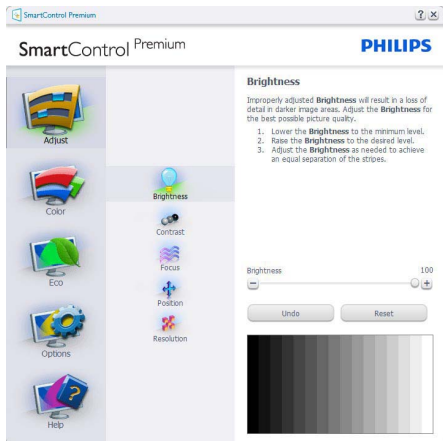 SmartControl Premium
SmartControl Premium
PHILIPS
Adjust
Color
Eco
Options
Help
Brightness
Contrast
Focus
Position
Resolution
Brightness
Improperly adjusted Brightness will result in a loss of
detail in darker image areas. Adjust the Brightness for
the best possible picture quality.
1. Lower the Brightness to the minimum level.
2. Raise the Brightness to the desired level.
3. Adjust the Brightness as needed to achieve
an equal separation of the stripes.
Brightness 100
Undo Reset